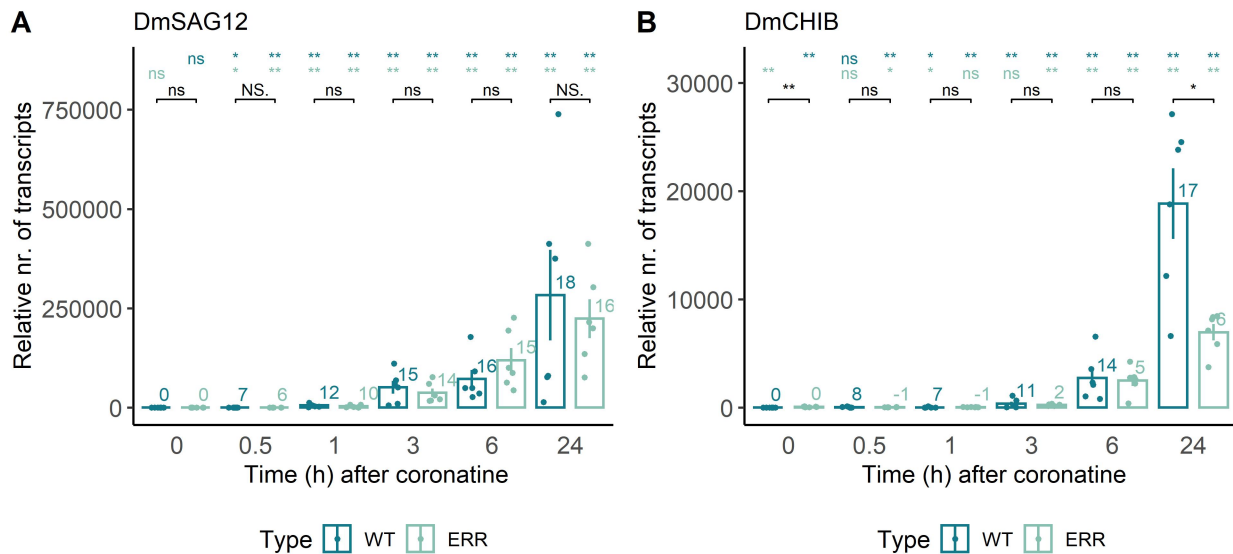 A
DmSAG12
ns * ** ** ** ** ** ** ** ** **
ns * ** ** ** ** ** ** ** ** **
ns NS. ns ns ns NS.
Relative nr. of transcripts
750000
500000
250000
0
0 0 7 6 12 10 15 14 16 15 18 16
0 0.5 1 3 6 24
Time (h) after coronatine
Type WT ERR
B
DmCHIB
** ns ** * ** ** ** ** ** ** **
** ns * * ns ns ** ** ** ** **
** ns ns ns ns *
Relative nr. of transcripts
30000
20000
10000
0
0 0 8 -1 7 -1 11 2 14 5 17 6
0 0.5 1 3 6 24
Time (h) after coronatine
Type WT ERR